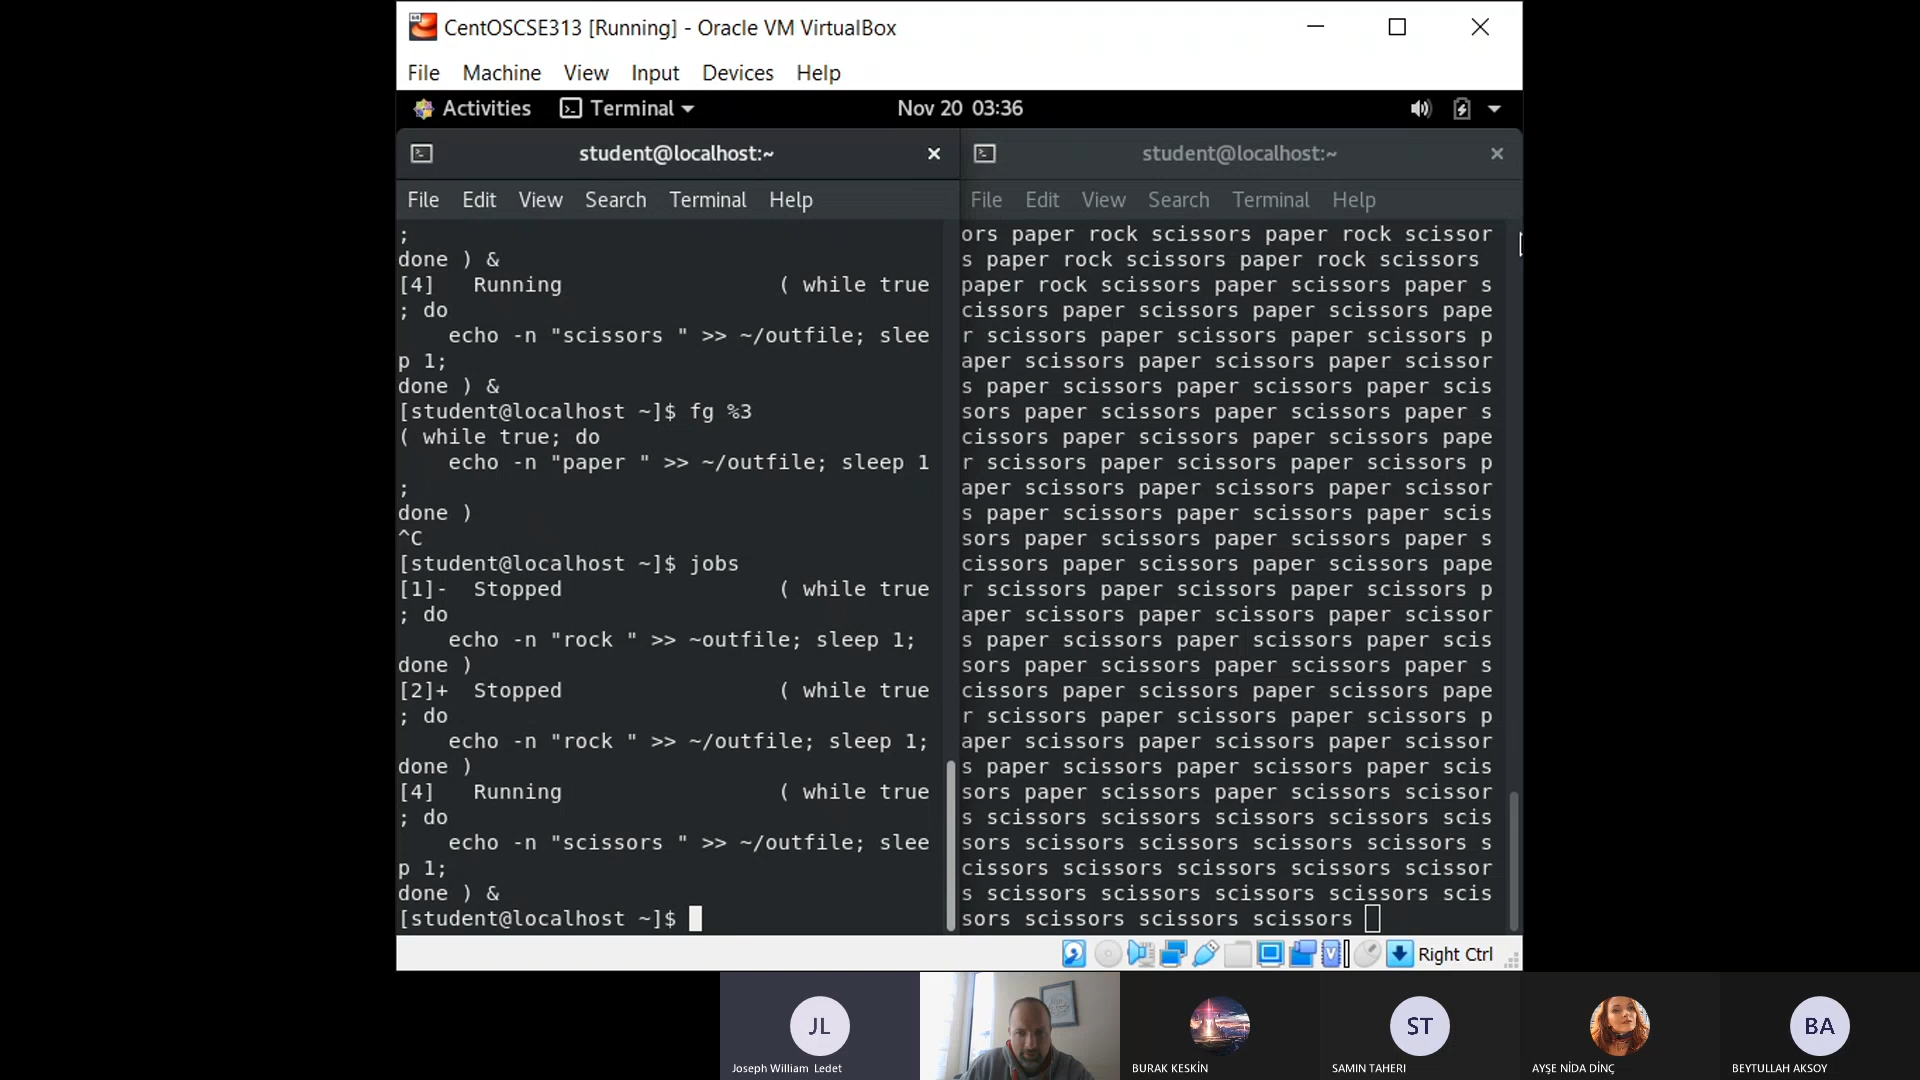 CentOSCSE313 [Running] - Oracle VM VirtualBox
File Machine View Input Devices Help
Activities Terminal Nov 20 03:36
student@localhost:~
File Edit View Search Terminal Help
;
done ) &
[4]   Running                 ( while true
; do
    echo -n "scissors " >> ~/outfile; slee
p 1;
done ) &
[student@localhost ~]$ fg %3
( while true; do
    echo -n "paper " >> ~/outfile; sleep 1
;
done )
^C
[student@localhost ~]$ jobs
[1]-  Stopped                 ( while true
; do
    echo -n "rock " >> ~outfile; sleep 1;
done )
[2]+  Stopped                 ( while true
; do
    echo -n "rock " >> ~/outfile; sleep 1;
done )
[4]   Running                 ( while true
; do
    echo -n "scissors " >> ~/outfile; slee
p 1;
done ) &
[student@localhost ~]$
student@localhost:~
File Edit View Search Terminal Help
ors paper rock scissors paper rock scissor
s paper rock scissors paper rock scissors
paper rock scissors paper scissors paper s
cissors paper scissors paper scissors pape
r scissors paper scissors paper scissors p
aper scissors paper scissors paper scissor
s paper scissors paper scissors paper scis
sors paper scissors paper scissors paper s
cissors paper scissors paper scissors pape
r scissors paper scissors paper scissors p
aper scissors paper scissors paper scissor
s paper scissors paper scissors paper scis
sors paper scissors paper scissors paper s
cissors paper scissors paper scissors pape
r scissors paper scissors paper scissors p
aper scissors paper scissors paper scissor
s paper scissors paper scissors paper scis
sors paper scissors paper scissors paper s
cissors paper scissors paper scissors pape
r scissors paper scissors paper scissors p
aper scissors paper scissors paper scissor
s paper scissors paper scissors paper scis
sors paper scissors paper scissors scissor
s scissors scissors scissors scissors scis
sors scissors scissors scissors scissors s
cissors scissors scissors scissors scissor
s scissors scissors scissors scissors scis
sors scissors scissors scissors
Right Ctrl
JL
Joseph William Ledet
BURAK KESKİN
ST
SAMIN TAHERI
AYŞE NİDA DİNÇ
BA
BEYTULLAH AKSOY